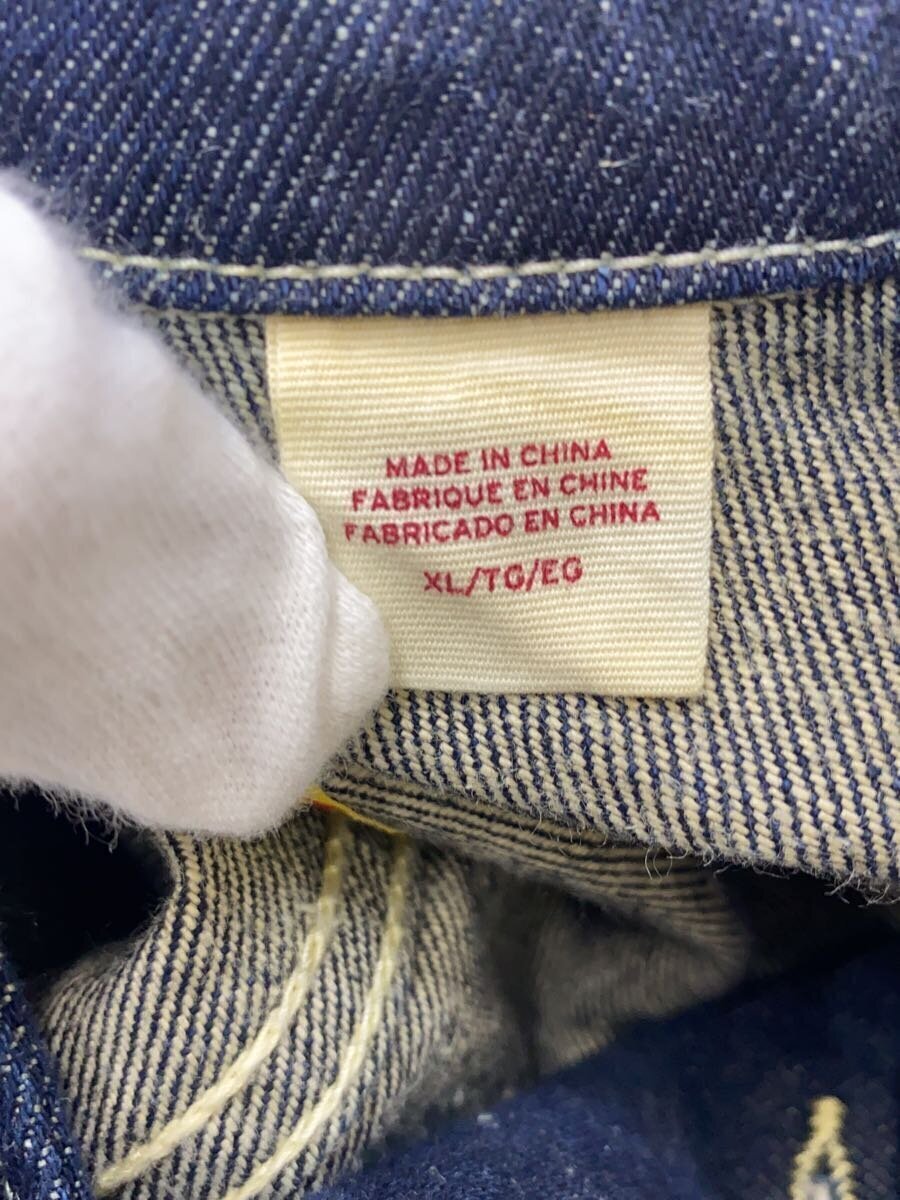 MADE IN CHINA
FABRIQUE EN CHINE
FABRICADO EN CHINA
XL/TG/EG